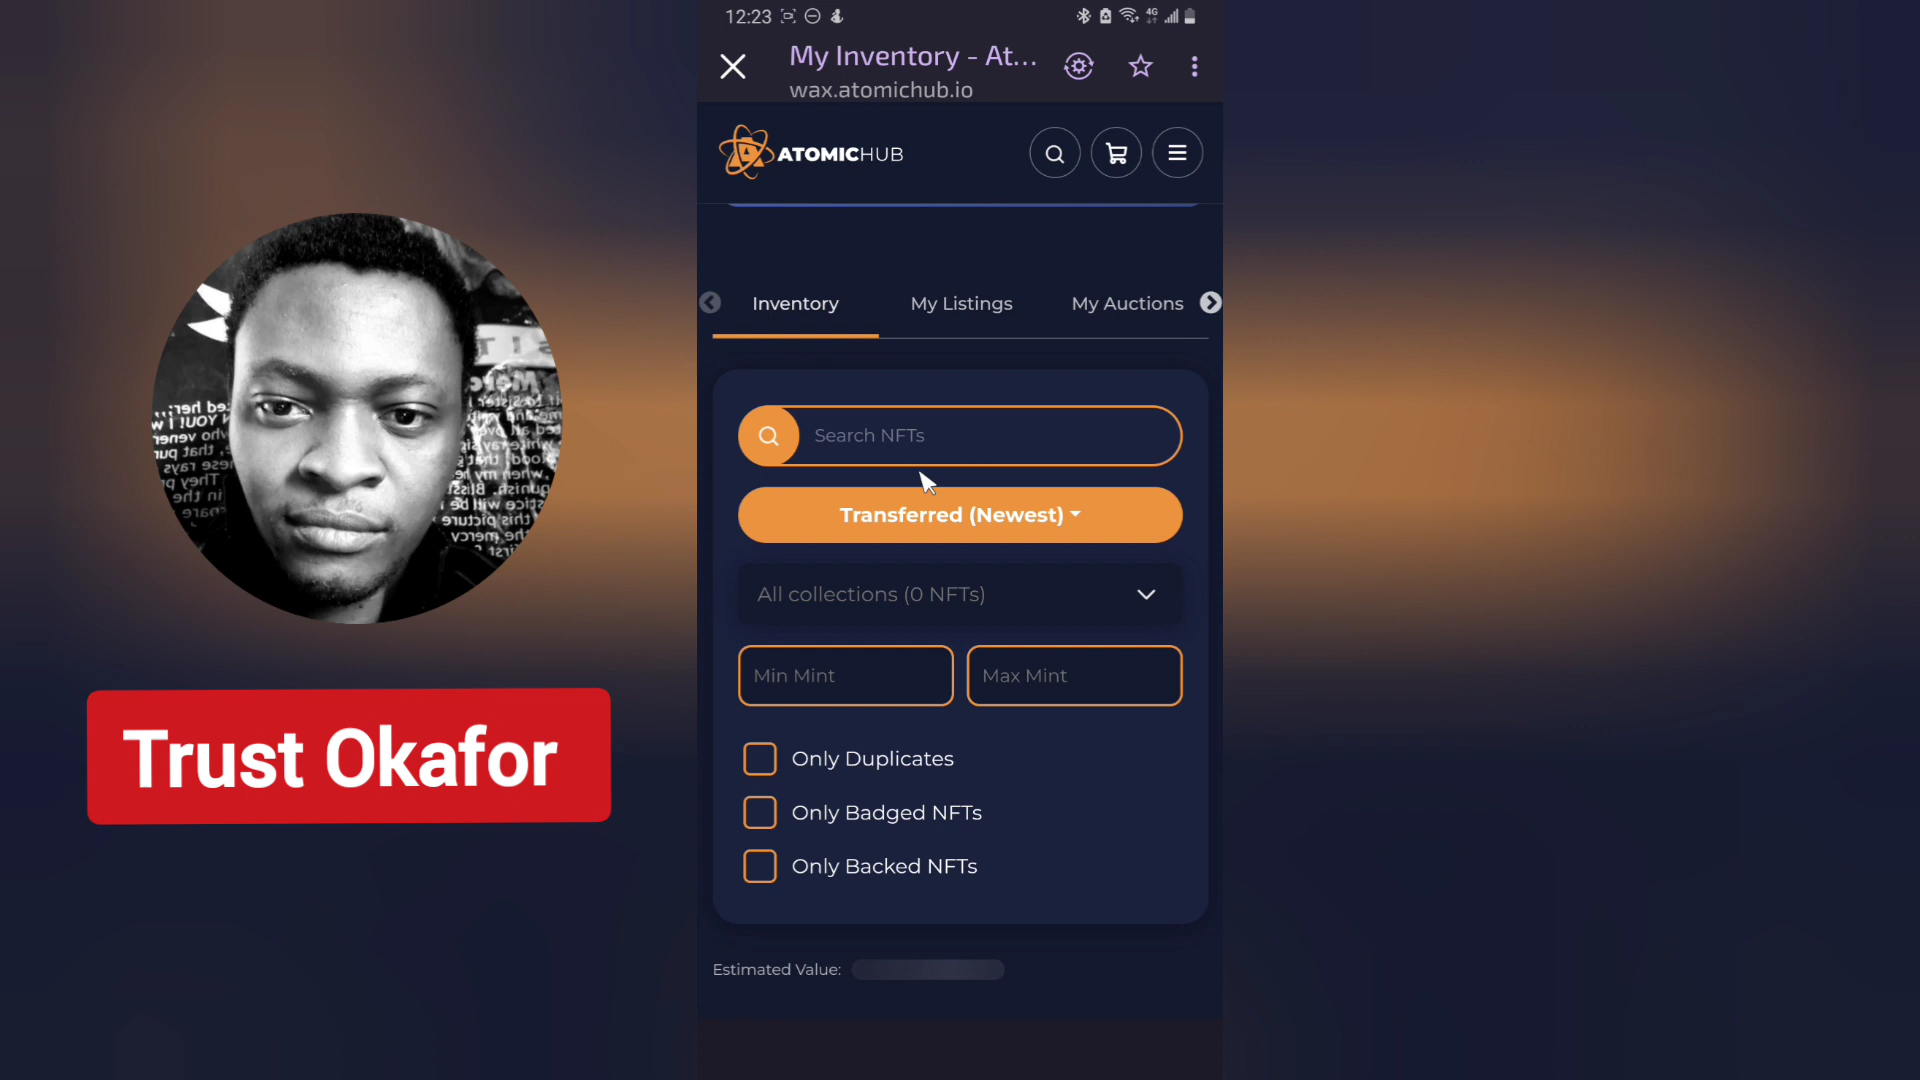 12:23
4G
My Inventory - At...
wax.atomichub.io
ATOMICHUB
Inventory
My Listings
My Auctions
Search NFTs
Transferred (Newest)
All collections (0 NFTs)
Min Mint
Max Mint
Only Duplicates
Only Badged NFTs
Only Backed NFTs
Estimated Value:
Trust Okafor